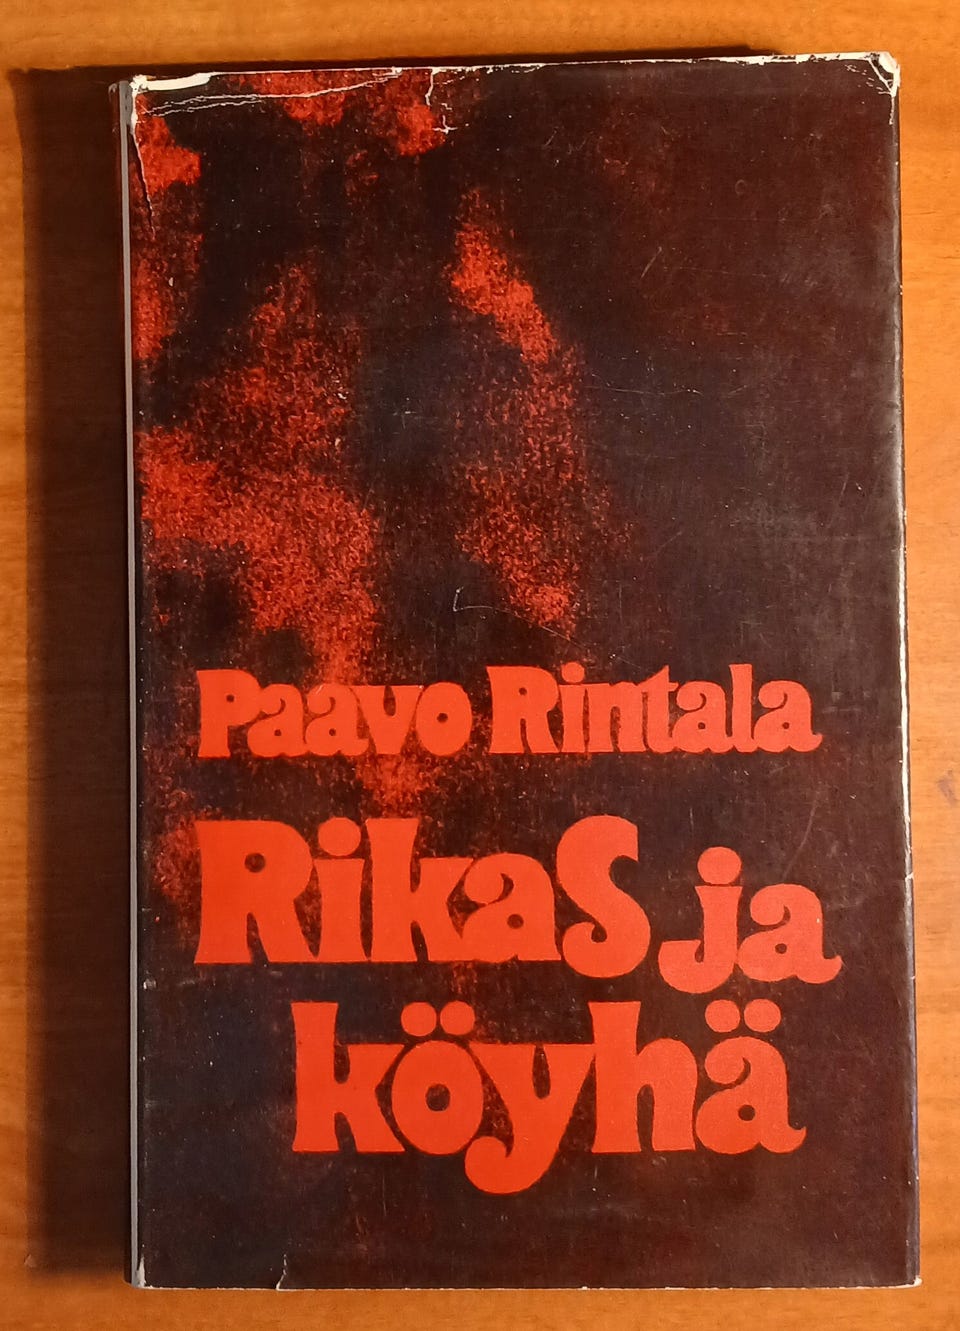 Paavo Rintala
Rikas ja
köyhä